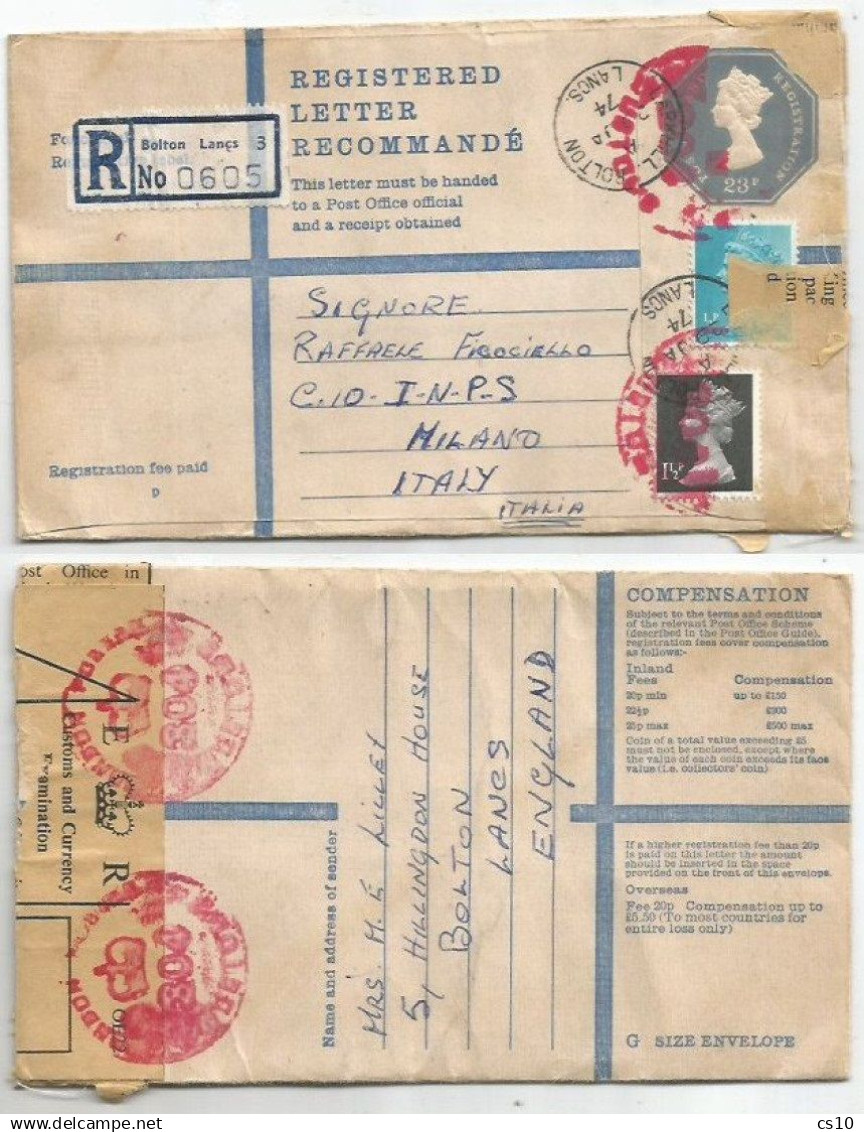 REGISTERED
LETTER
RECOMMANDÉ
This letter must be handed
to a Post Office official
and a receipt obtained
R
Bolton Lancs 3
No 0605
BOLTON
LANCS.
74
REGISTRATION
23P
LANCS
74
1½P
SIGNORE
RAFFAELE FICOCIELLO
C.10-I-N-P-S
MILANO
ITALY
ITALIA
Registration fee paid
p
Post Office in
E R
Customs and Currency
Examination
304
304
Name and address of sender
MRS. M. E LILLEY
51 HILLINGDON HOUSE
BOLTON
LANCS
ENGLAND
COMPENSATION
Subject to the terms and conditions
of the relevant Post Office Scheme
(described in the Post Office Guide),
registration fees cover compensation
as follows:-
Inland
Fees Compensation
20p min up to £150
22½p £300
25p max £500 max
Coin of a total value exceeding £5
must not be enclosed, except where
the value of each coin exceeds its face
value (i.e. collectors' coin)
If a higher registration fee than 20p
is paid on this letter the amount
should be inserted in the space
provided on the front of this envelope.
Overseas
Fee 20p Compensation up to
£5.50 (To most countries for
entire loss only)
G SIZE ENVELOPE
cs10